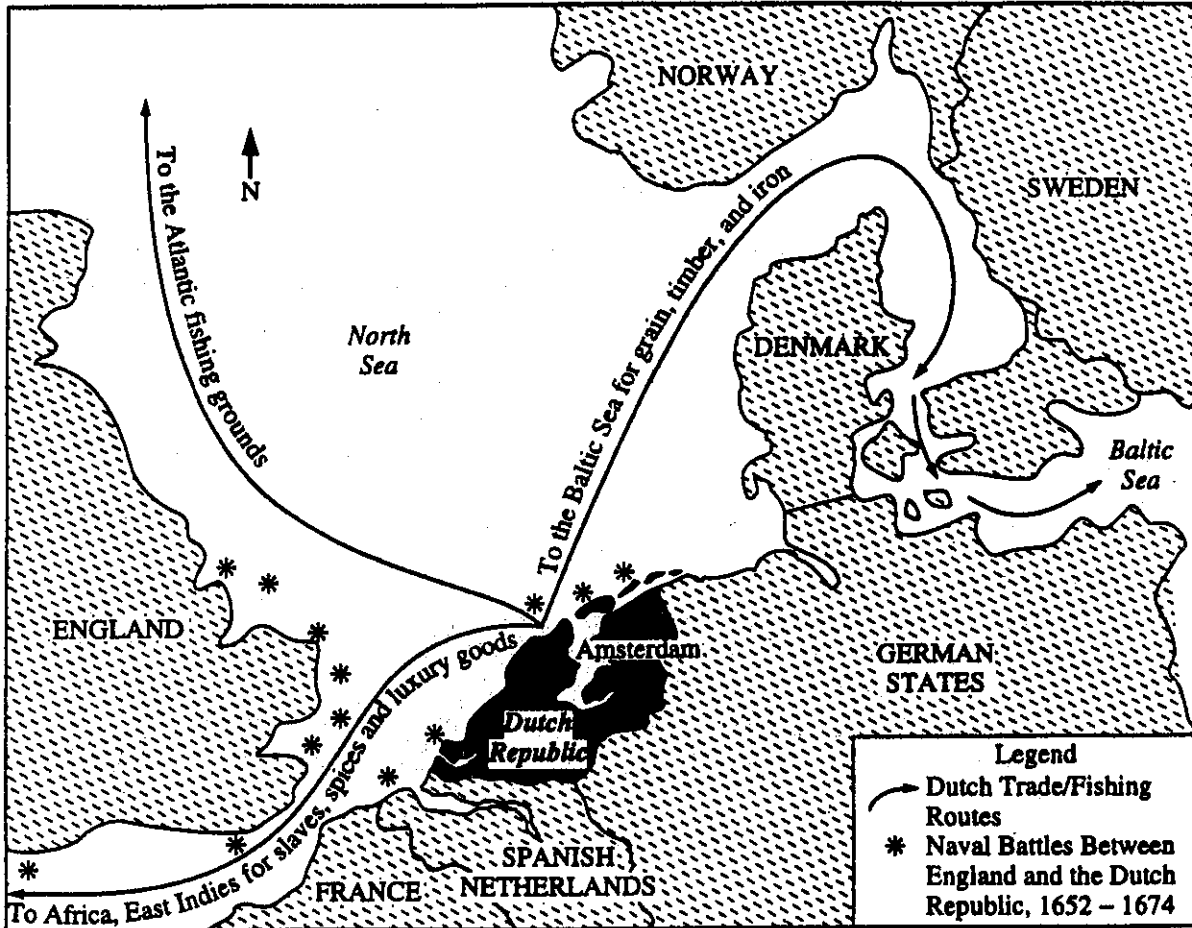 NORWAY
SWEDEN
N
To the Atlantic fishing grounds
North
Sea
To the Baltic Sea for grain, timber, and iron
DENMARK
Baltic
Sea
ENGLAND
To Africa, East Indies for slaves, spices and luxury goods
Amsterdam
Dutch
Republic
GERMAN
STATES
SPANISH
NETHERLANDS
FRANCE
Legend
Dutch Trade/Fishing
Routes
* Naval Battles Between
England and the Dutch
Republic, 1652 – 1674